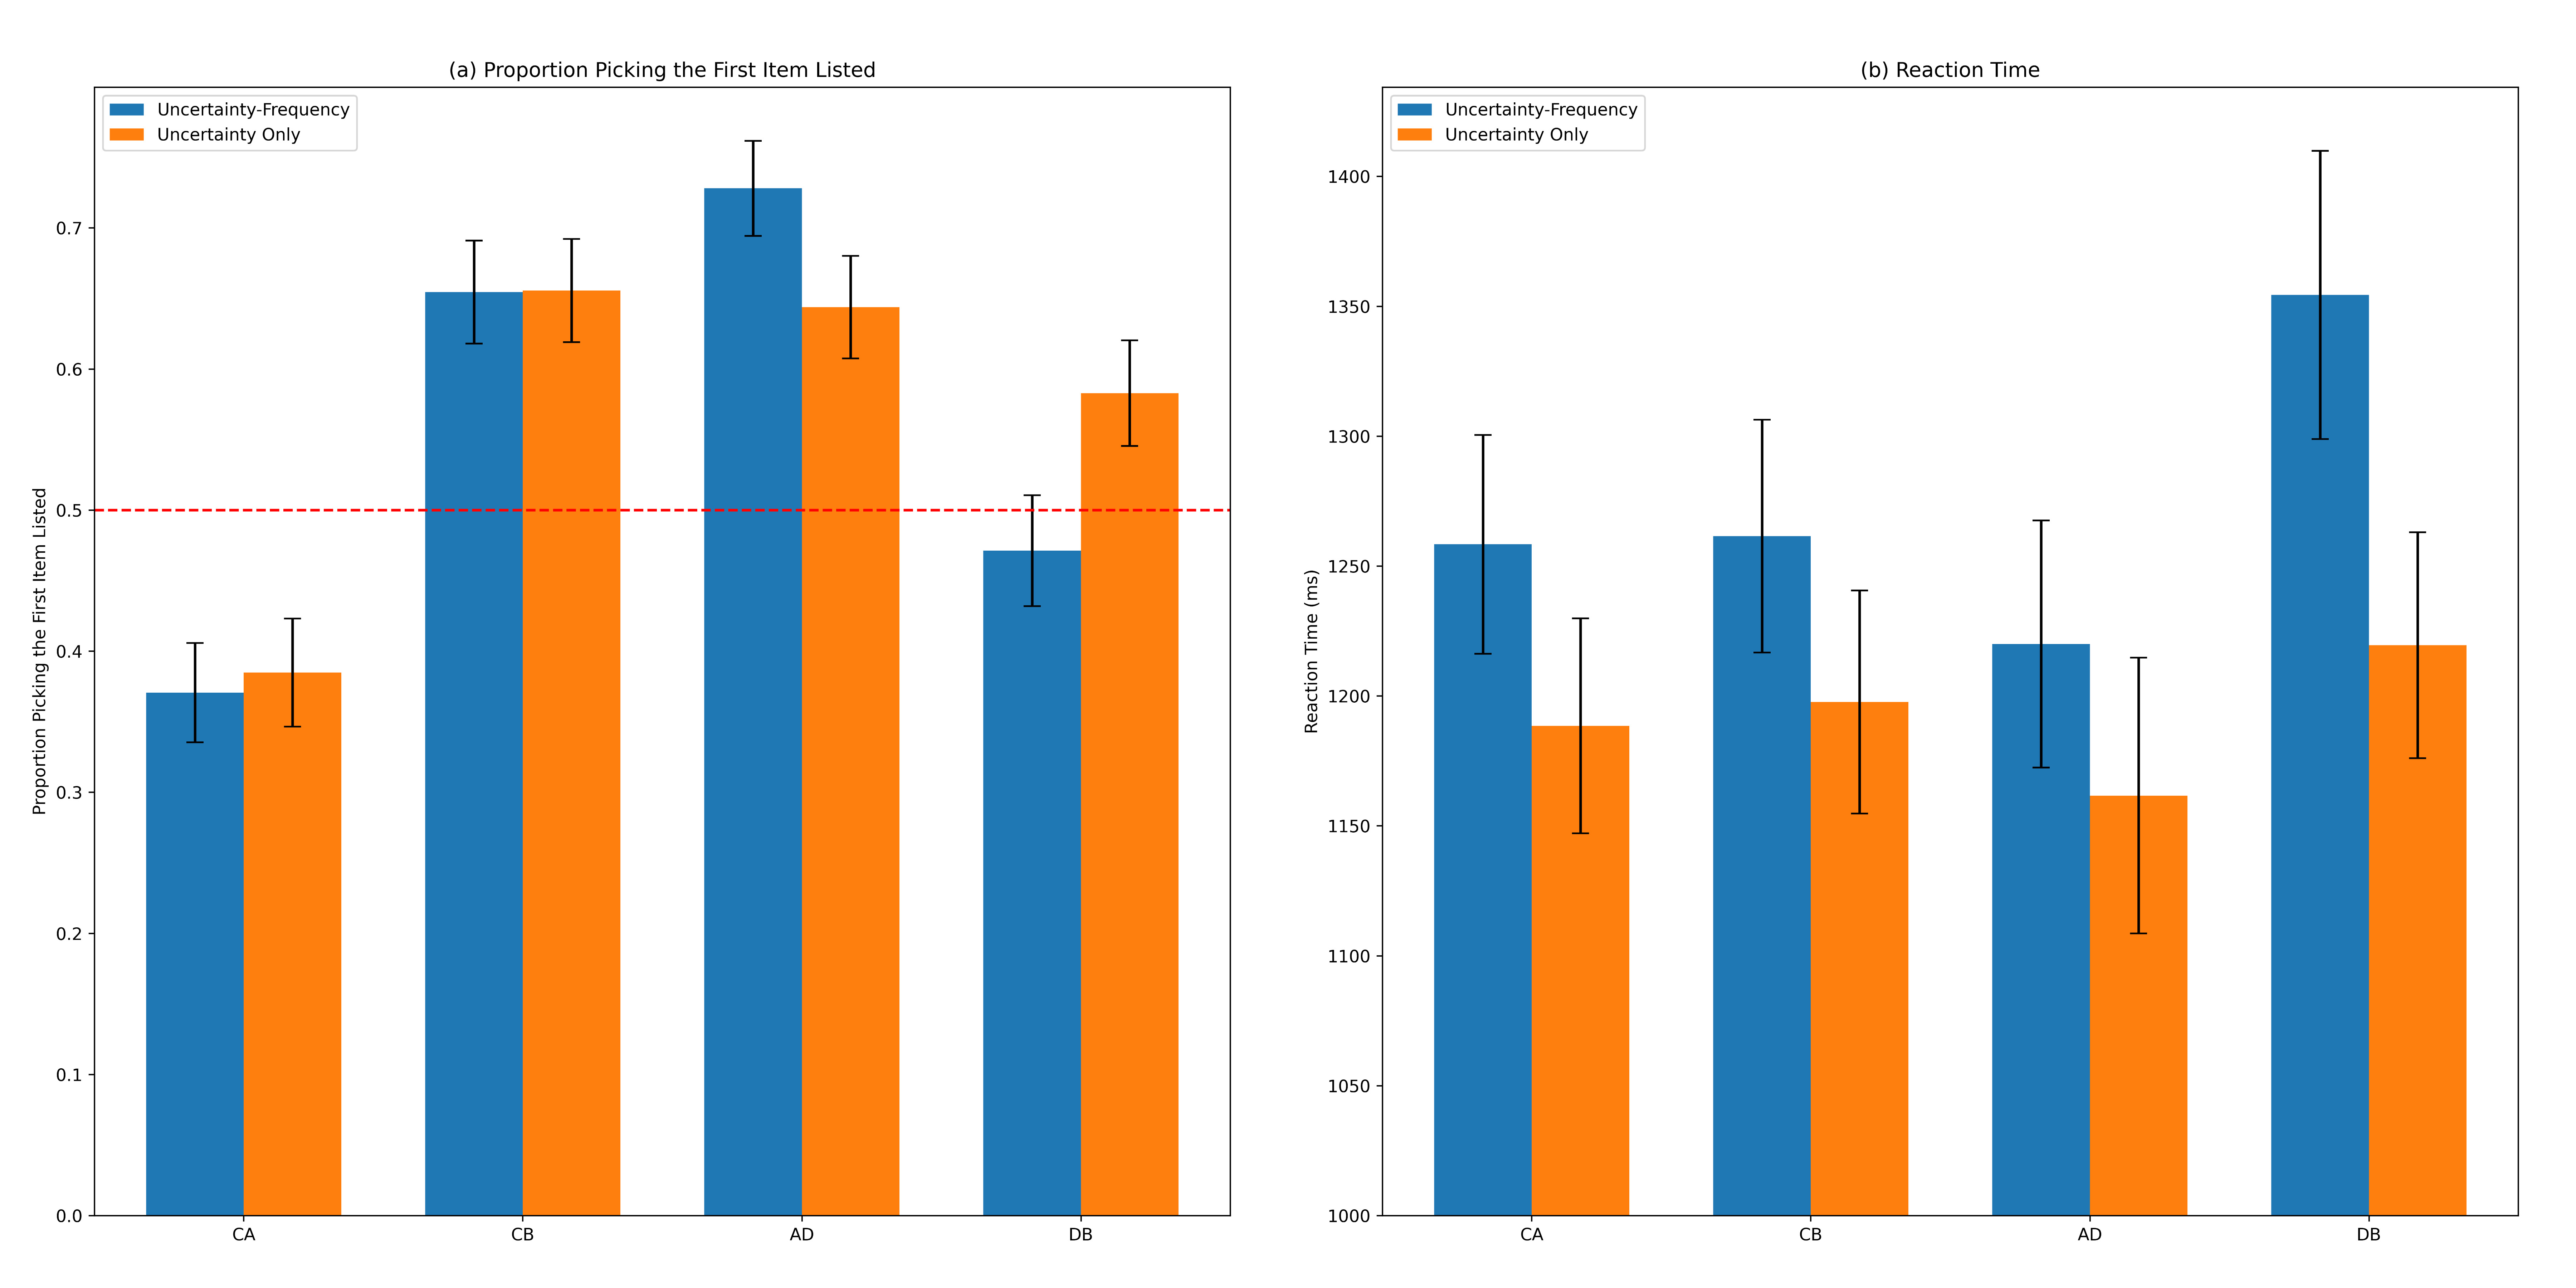 (a) Proportion Picking the First Item Listed
Uncertainty-Frequency
Uncertainty Only
Proportion Picking the First Item Listed
0.7
0.6
0.5
0.4
0.3
0.2
0.1
0.0
CA
CB
AD
DB
(b) Reaction Time
Uncertainty-Frequency
Uncertainty Only
Reaction Time (ms)
1400
1350
1300
1250
1200
1150
1100
1050
1000
CA
CB
AD
DB